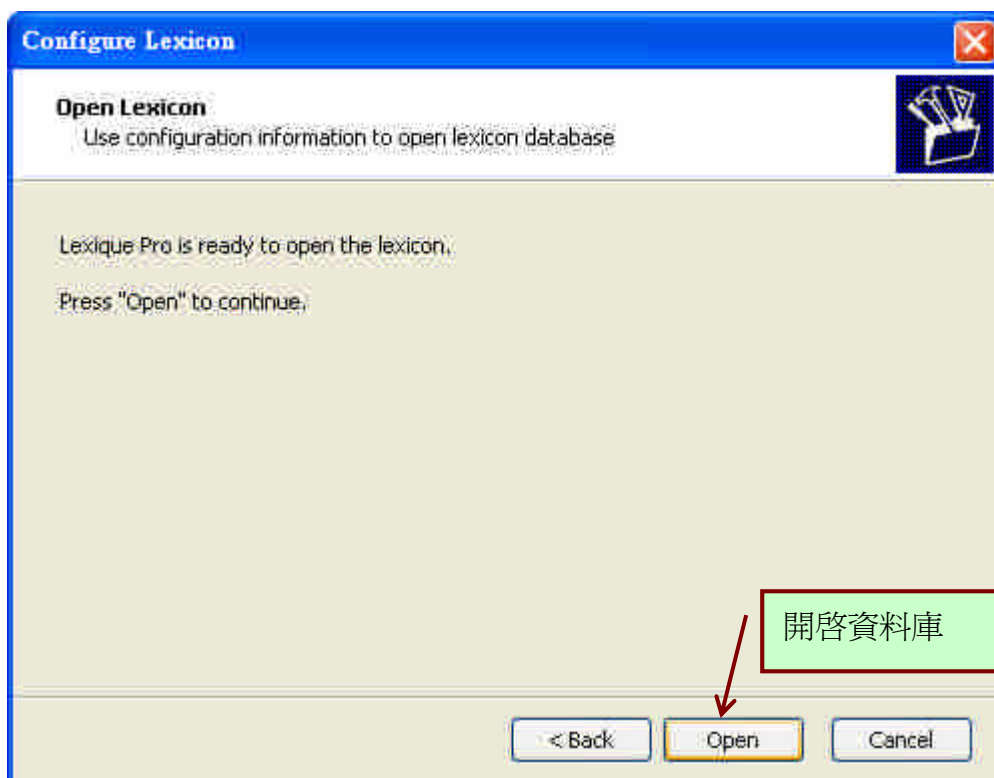 Configure Lexicon
Open Lexicon
Use configuration information to open lexicon database
Lexique Pro is ready to open the lexicon.
Press "Open" to continue.
開啓資料庫
< Back
Open
Cancel